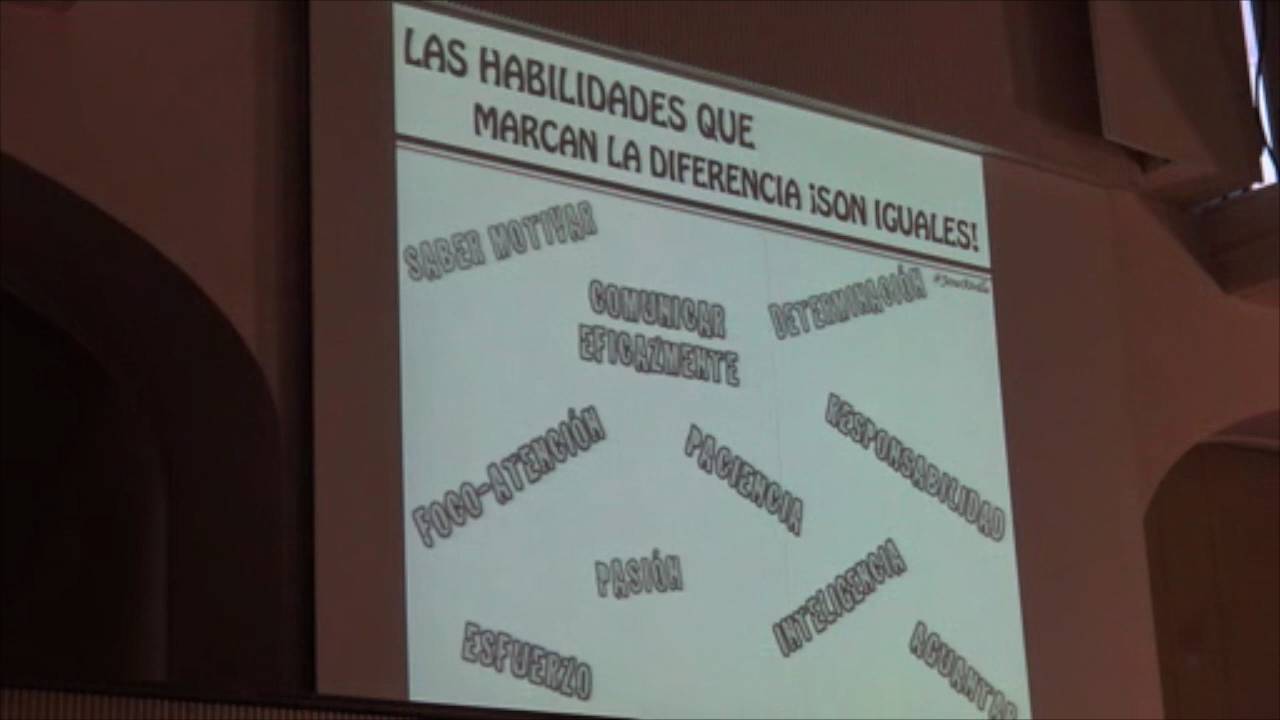 LAS HABILIDADES QUE
MARCAN LA DIFERENCIA ¡SON IGUALES!
SABER MOTIVAR
COMUNICAR
EFICAZMENTE
DETERMINACIÓN
FOCO-ATENCIÓN
PACIENCIA
RESPONSABILIDAD
PASIÓN
INTELIGENCIA
ESFUERZO
AGUANTAR